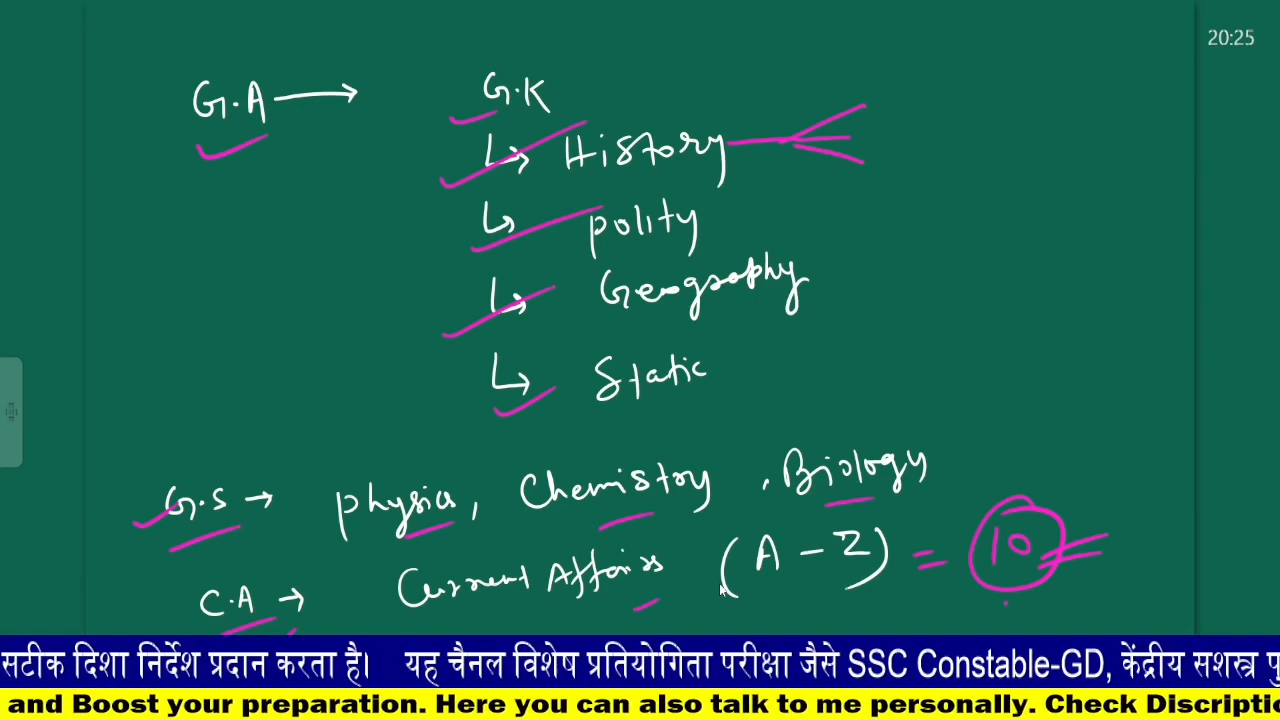 20:25
G.A → G.K
↳ History
↳ polity
↳ Geography
↳ Static
G.S → physics, Chemistry, Biology
C.A → Current Affairs (A - Z) = 10
सटीक दिशा निर्देश प्रदान करता है। यह चैनल विशेष प्रतियोगिता परीक्षा जैसे SSC Constable-GD, केंद्रीय सशस्त्र पु
and Boost your preparation. Here you can also talk to me personally. Check Discriptio